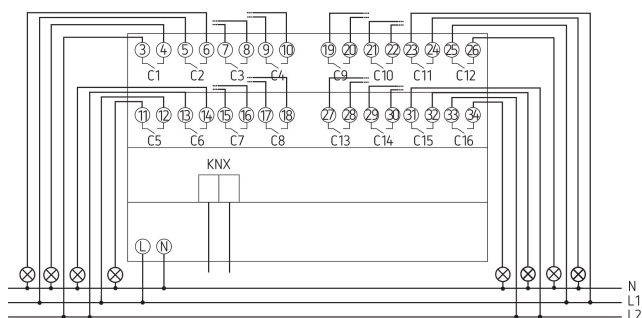 3 4 5 6 7 8 9 10 19 20 21 22 23 24 25 26
C1 C2 C3 C4 C9 C10 C11 C12
11 12 13 14 15 16 17 18 27 28 29 30 31 32 33 34
C5 C6 C7 C8 C13 C14 C15 C16
KNX
L N
N
L1
L2